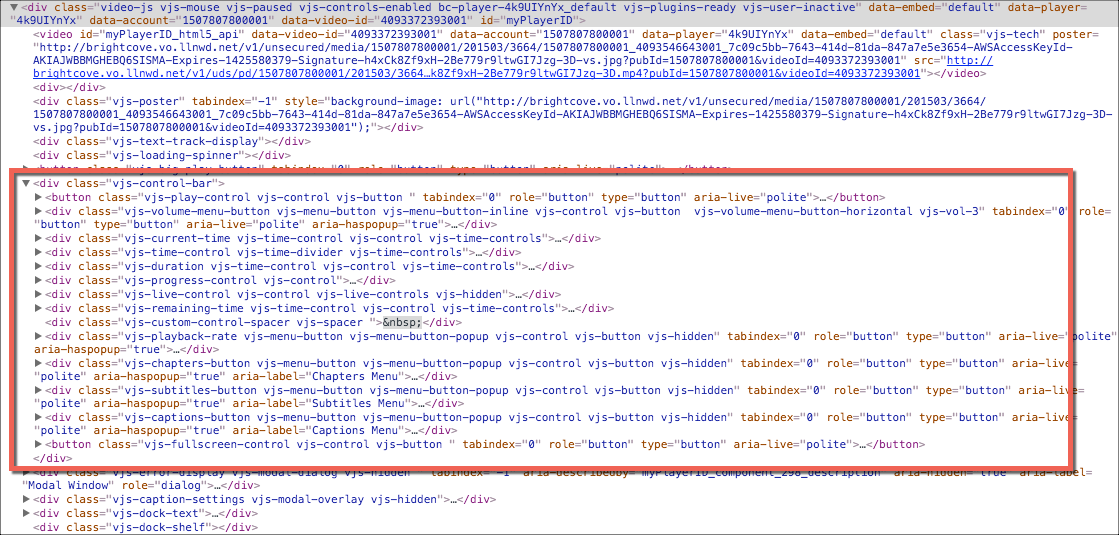 <div class="video-js vjs-mouse vjs-paused vjs-controls-enabled bc-player-4k9UIYnYx_default vjs-plugins-ready vjs-user-inactive" data-embed="default" data-player=
"4k9UIYnYx" data-account="1507807800001" data-video-id="4093372393001" id="myPlayerID">
<video id="myPlayerID_html5_api" data-video-id="4093372393001" data-account="1507807800001" data-player="4k9UIYnYx" data-embed="default" class="vjs-tech" poster=
"http://brightcove.vo.llnwd.net/v1/unsecured/media/1507807800001/201503/3664/1507807800001_4093546643001_7c09c5bb-7643-414d-81da-847a7e5e3654-AWSAccessKeyId-
AKIAJWBBMGHEBQ6SISMA-Expires-1425580379-Signature-h4xCk8Zf9xH-2Be779r9ltwGI7Jzg-3D-vs.jpg?pubId=1507807800001&videoId=4093372393001" src="http://
brightcove.vo.llnwd.net/v1/uds/pd/1507807800001/201503/3664…k8Zf9xH-2Be779r9ltwGI7Jzq-3D.mp4?pubId=1507807800001&videoId=4093372393001"></video>
<div></div>
<div class="vjs-poster" tabindex="-1" style="background-image: url("http://brightcove.vo.llnwd.net/v1/unsecured/media/1507807800001/201503/3664/
1507807800001_4093546643001_7c09c5bb-7643-414d-81da-847a7e5e3654-AWSAccessKeyId-AKIAJWBBMGHEBQ6SISMA-Expires-1425580379-Signature-h4xCk8Zf9xH-2Be779r9ltwGI7Jzg-3D-
vs.jpg?pubId=1507807800001&videoId=4093372393001");"></div>
<div class="vjs-text-track-display"></div>
<div class="vjs-loading-spinner"></div>
<button class="vjs-big-play-button" tabindex="0" role="button" type="button" aria-live="polite">…</button>
<div class="vjs-control-bar">
<button class="vjs-play-control vjs-control vjs-button " tabindex="0" role="button" type="button" aria-live="polite">…</button>
<div class="vjs-volume-menu-button vjs-menu-button vjs-menu-button-inline vjs-control vjs-button  vjs-volume-menu-button-horizontal vjs-vol-3" tabindex="0" role=
"button" type="button" aria-live="polite" aria-haspopup="true">…</div>
<div class="vjs-current-time vjs-time-control vjs-control vjs-time-controls">…</div>
<div class="vjs-time-control vjs-time-divider vjs-time-controls">…</div>
<div class="vjs-duration vjs-time-control vjs-control vjs-time-controls">…</div>
<div class="vjs-progress-control vjs-control">…</div>
<div class="vjs-live-control vjs-control vjs-live-controls vjs-hidden">…</div>
<div class="vjs-remaining-time vjs-time-control vjs-control vjs-time-controls">…</div>
<div class="vjs-custom-control-spacer vjs-spacer ">&nbsp;</div>
<div class="vjs-playback-rate vjs-menu-button vjs-menu-button-popup vjs-control vjs-button vjs-hidden" tabindex="0" role="button" type="button" aria-live="polite"
aria-haspopup="true">…</div>
<div class="vjs-chapters-button vjs-menu-button vjs-menu-button-popup vjs-control vjs-button vjs-hidden" tabindex="0" role="button" type="button" aria-live=
"polite" aria-haspopup="true" aria-label="Chapters Menu">…</div>
<div class="vjs-subtitles-button vjs-menu-button vjs-menu-button-popup vjs-control vjs-button vjs-hidden" tabindex="0" role="button" type="button" aria-live=
"polite" aria-haspopup="true" aria-label="Subtitles Menu">…</div>
<div class="vjs-captions-button vjs-menu-button vjs-menu-button-popup vjs-control vjs-button vjs-hidden" tabindex="0" role="button" type="button" aria-live=
"polite" aria-haspopup="true" aria-label="Captions Menu">…</div>
<button class="vjs-fullscreen-control vjs-control vjs-button " tabindex="0" role="button" type="button" aria-live="polite">…</button>
</div>
<div class="vjs-error-display vjs-modal-dialog vjs-hidden " tabindex="-1" aria-describedby="myPlayerID_component_298_description" aria-hidden="true" aria-label=
"Modal Window" role="dialog">…</div>
<div class="vjs-caption-settings vjs-modal-overlay vjs-hidden">…</div>
<div class="vjs-dock-text">…</div>
<div class="vjs-dock-shelf"></div>